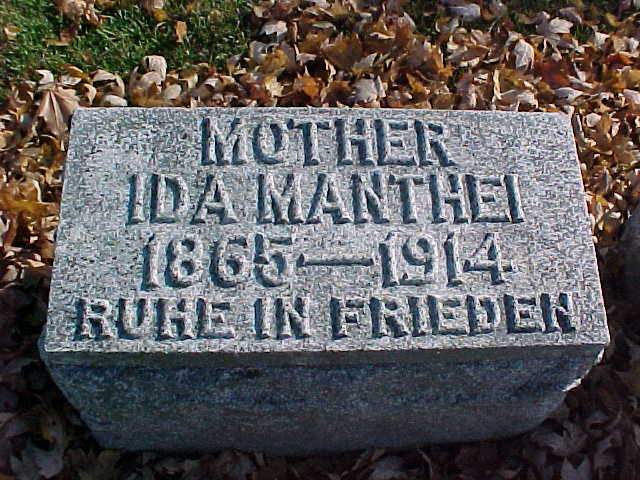 MOTHER
IDA MANTHEI
1865—1914
RUHE IN FRIEDEN